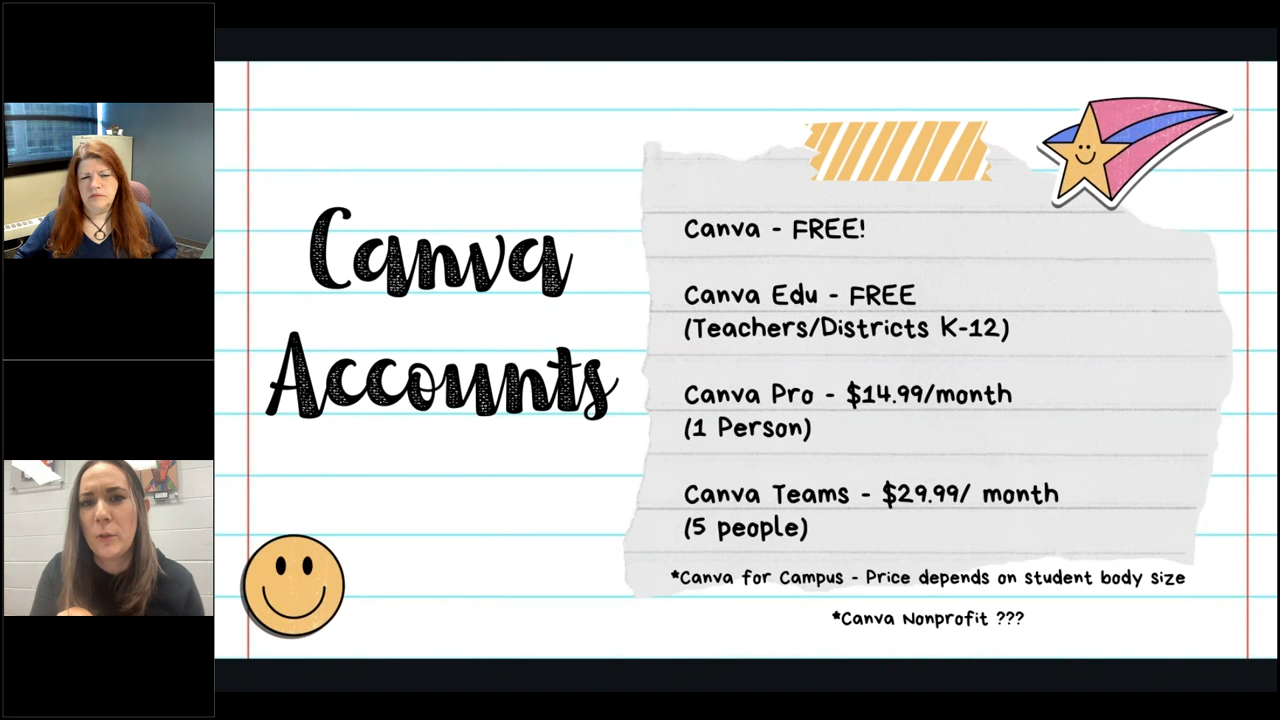 Canva
Accounts
Canva - FREE!
Canva Edu - FREE
(Teachers/Districts K-12)
Canva Pro - $14.99/month
(1 Person)
Canva Teams - $29.99/ month
(5 people)
*Canva for Campus - Price depends on student body size
*Canva Nonprofit ???